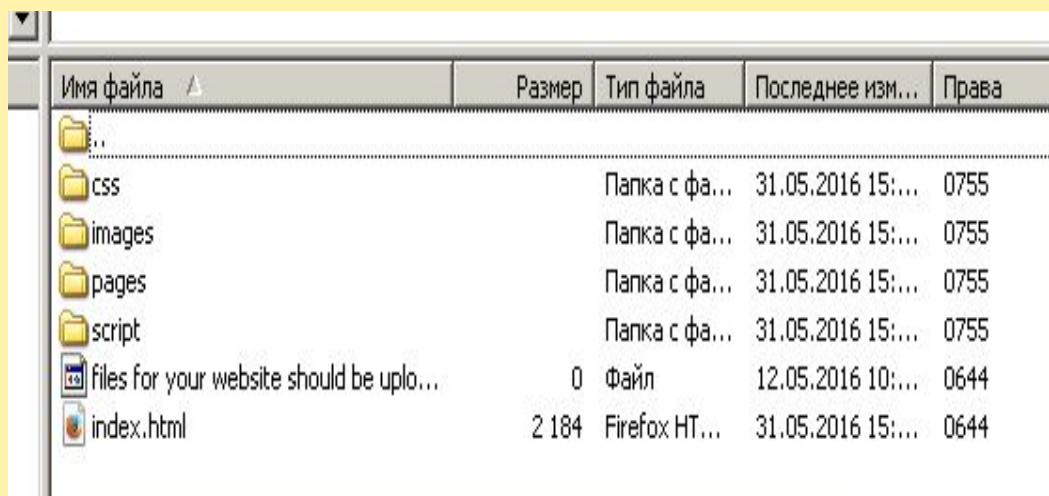 Имя файла Размер Тип файла Последнее изм... Права
..
css Папка с фа... 31.05.2016 15:... 0755
images Папка с фа... 31.05.2016 15:... 0755
pages Папка с фа... 31.05.2016 15:... 0755
script Папка с фа... 31.05.2016 15:... 0755
files for your website should be uplo... 0 Файл 12.05.2016 10:... 0644
index.html 2 184 Firefox HT... 31.05.2016 15:... 0644